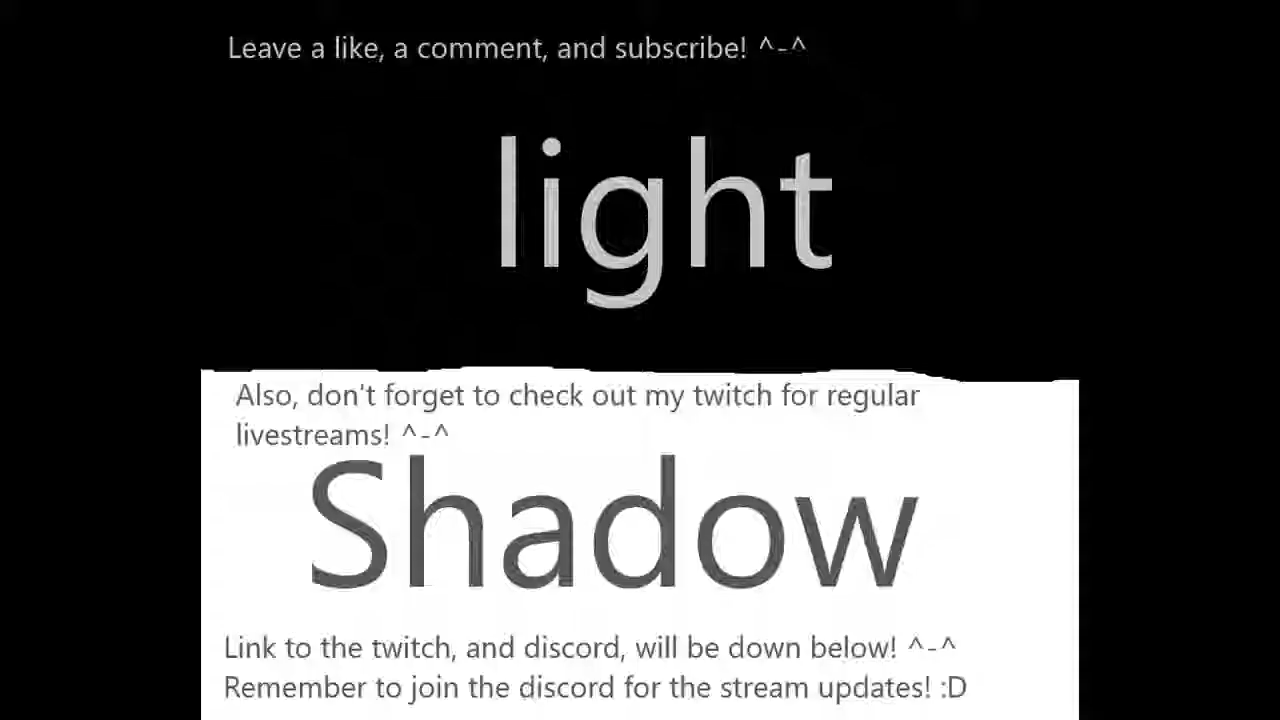 Leave a like, a comment, and subscribe! ^-^
light
Also, don't forget to check out my twitch for regular
livestreams! ^-^
Shadow
Link to the twitch, and discord, will be down below! ^-^
Remember to join the discord for the stream updates! :D